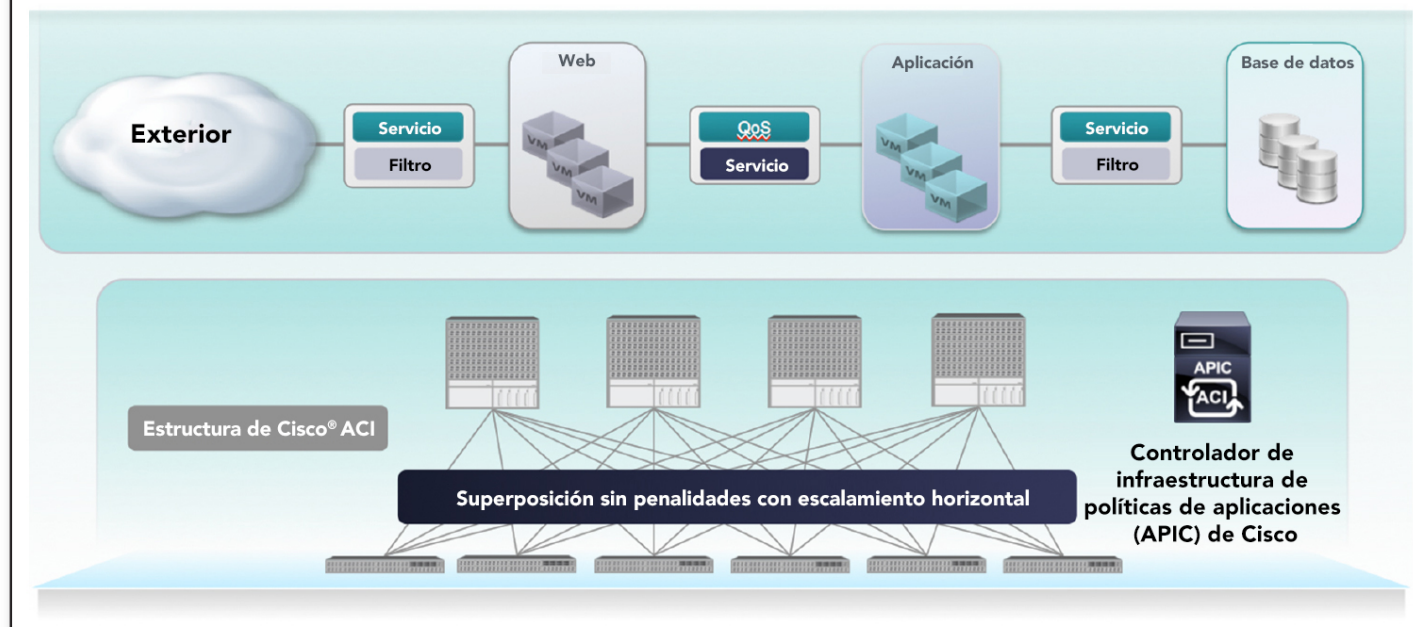 Exterior
Servicio
Filtro
Web
VM
VM
VM
QoS
Servicio
Aplicación
VM
VM
VM
Servicio
Filtro
Base de datos
Estructura de Cisco® ACI
Superposición sin penalidades con escalamiento horizontal
APIC
ACI
Controlador de
infraestructura de
políticas de aplicaciones
(APIC) de Cisco